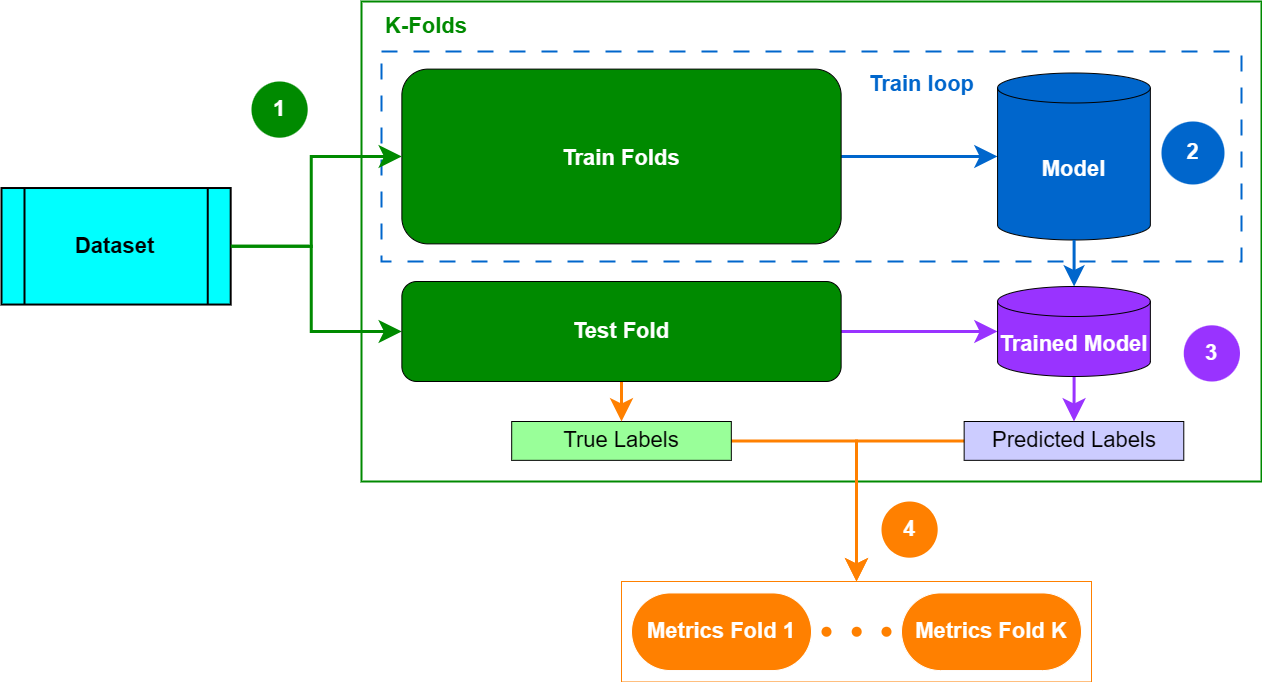 K-Folds
Train loop
1
Train Folds
Model
2
Dataset
Test Fold
Trained Model
3
True Labels
Predicted Labels
4
Metrics Fold 1
Metrics Fold K